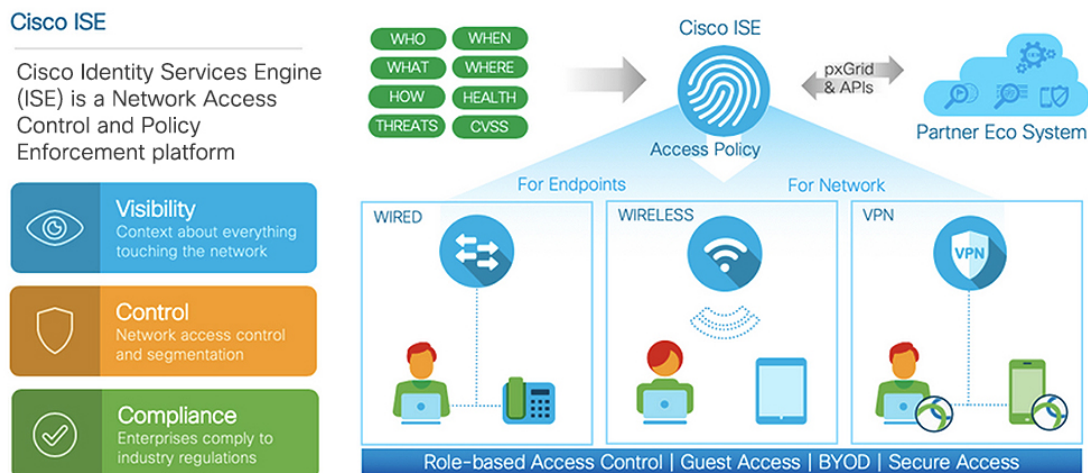 Cisco ISE
Cisco Identity Services Engine
(ISE) is a Network Access
Control and Policy
Enforcement platform
Visibility
Context about everything
touching the network
Control
Network access control
and segmentation
Compliance
Enterprises comply to
industry regulations
WHO
WHEN
WHAT
WHERE
HOW
HEALTH
THREATS
CVSS
Cisco ISE
Access Policy
pxGrid
& APIs
Partner Eco System
For Endpoints
For Network
WIRED
WIRELESS
VPN
VPN
Role-based Access Control | Guest Access | BYOD | Secure Access